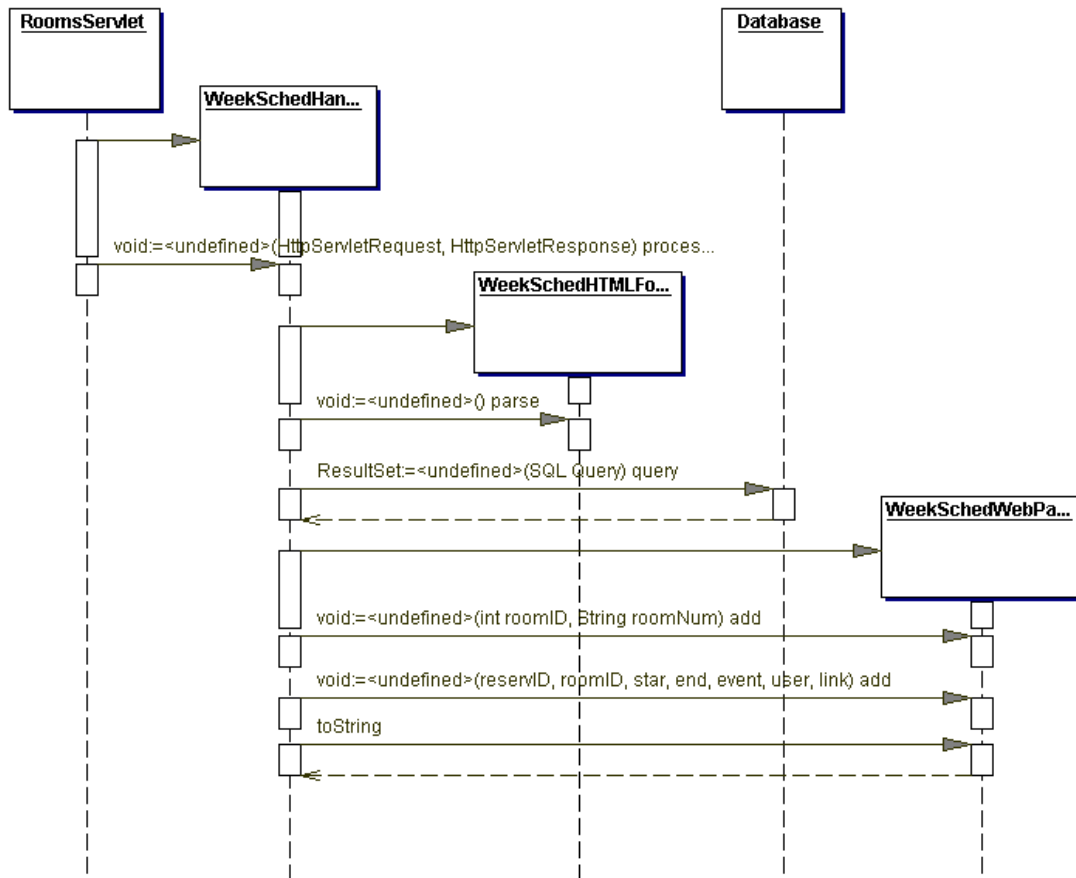 RoomsServlet
Database
WeekSchedHan...
void:=<undefined>(HttpServletRequest, HttpServletResponse) proces...
WeekSchedHTMLFo...
void:=<undefined>() parse
ResultSet:=<undefined>(SQL Query) query
WeekSchedWebPa...
void:=<undefined>(int roomID, String roomNum) add
void:=<undefined>(reservID, roomID, star, end, event, user, link) add
toString